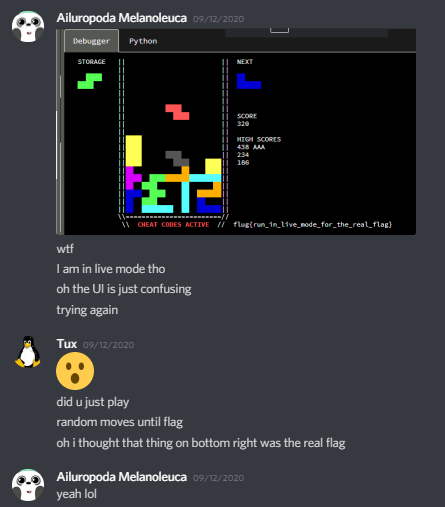 Ailuropoda Melanoleuca 09/12/2020
Debugger Python
STORAGE
NEXT
SCORE
320
HIGH SCORES
438 AAA
234
186
\\ CHEAT CODES ACTIVE // flug{run_in_live_mode_for_the_real_flag}
wtf
I am in live mode tho
oh the UI is just confusing
trying again
Tux 09/12/2020
did u just play
random moves until flag
oh i thought that thing on bottom right was the real flag
Ailuropoda Melanoleuca 09/12/2020
yeah lol